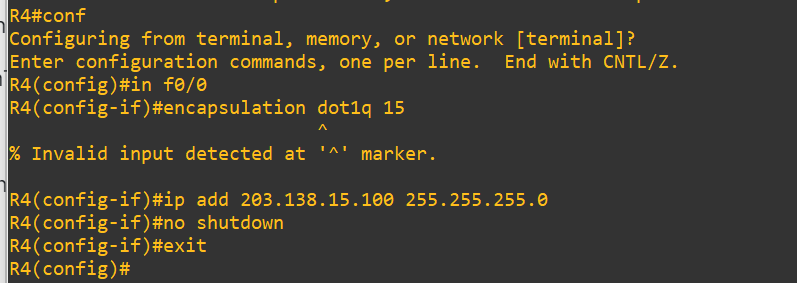 R4#conf
Configuring from terminal, memory, or network [terminal]?
Enter configuration commands, one per line.  End with CNTL/Z.
R4(config)#in f0/0
R4(config-if)#encapsulation dot1q 15
^
% Invalid input detected at '^' marker.
R4(config-if)#ip add 203.138.15.100 255.255.255.0
R4(config-if)#no shutdown
R4(config-if)#exit
R4(config)#